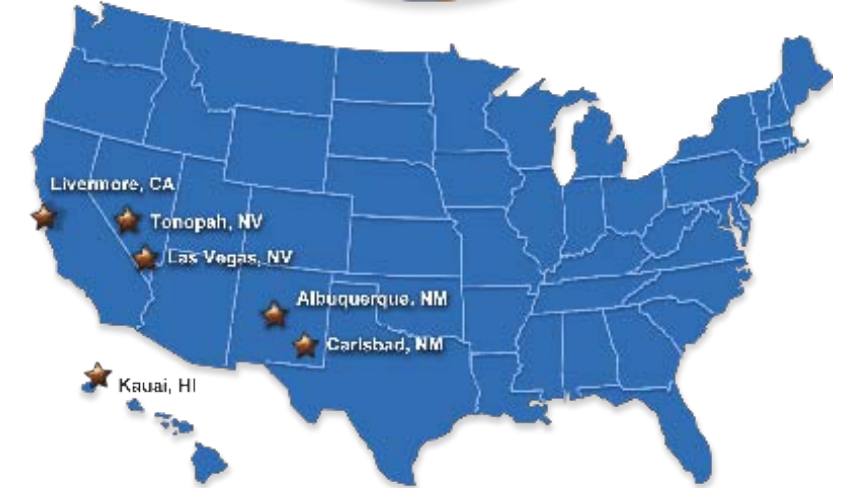 Livermore, CA
Tonopah, NV
Las Vegas, NV
Albuquerque, NM
Carlsbad, NM
Kauai, HI